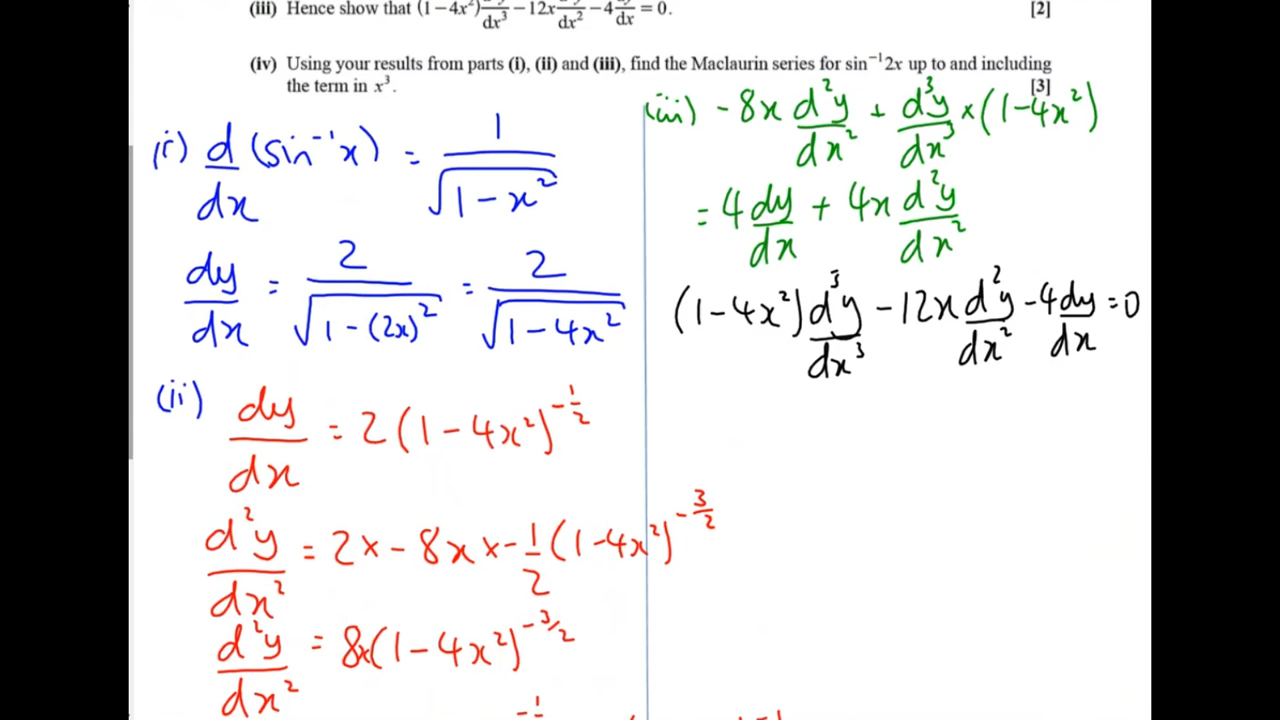 (iii) Hence show that (1−4x²) d³y/dx³ − 12x d²y/dx² − 4 dy/dx = 0. [2]
(iv) Using your results from parts (i), (ii) and (iii), find the Maclaurin series for sin⁻¹2x up to and including
the term in x³. [3]
(i) d/dx (sin⁻¹x) = 1/√(1−x²)
dy/dx = 2/√(1−(2x)²) = 2/√(1−4x²)
(ii) dy/dx = 2(1−4x²)^(-1/2)
d²y/dx² = 2×−8x×−1/2(1−4x²)^(-3/2)
d²y/dx² = 8x(1−4x²)^(-3/2)
(iii) −8x d²y/dx² + d³y/dx³ × (1−4x²)
= 4dy/dx + 4x d²y/dx²
(1−4x²) d³y/dx³ − 12x d²y/dx² − 4dy/dx = 0